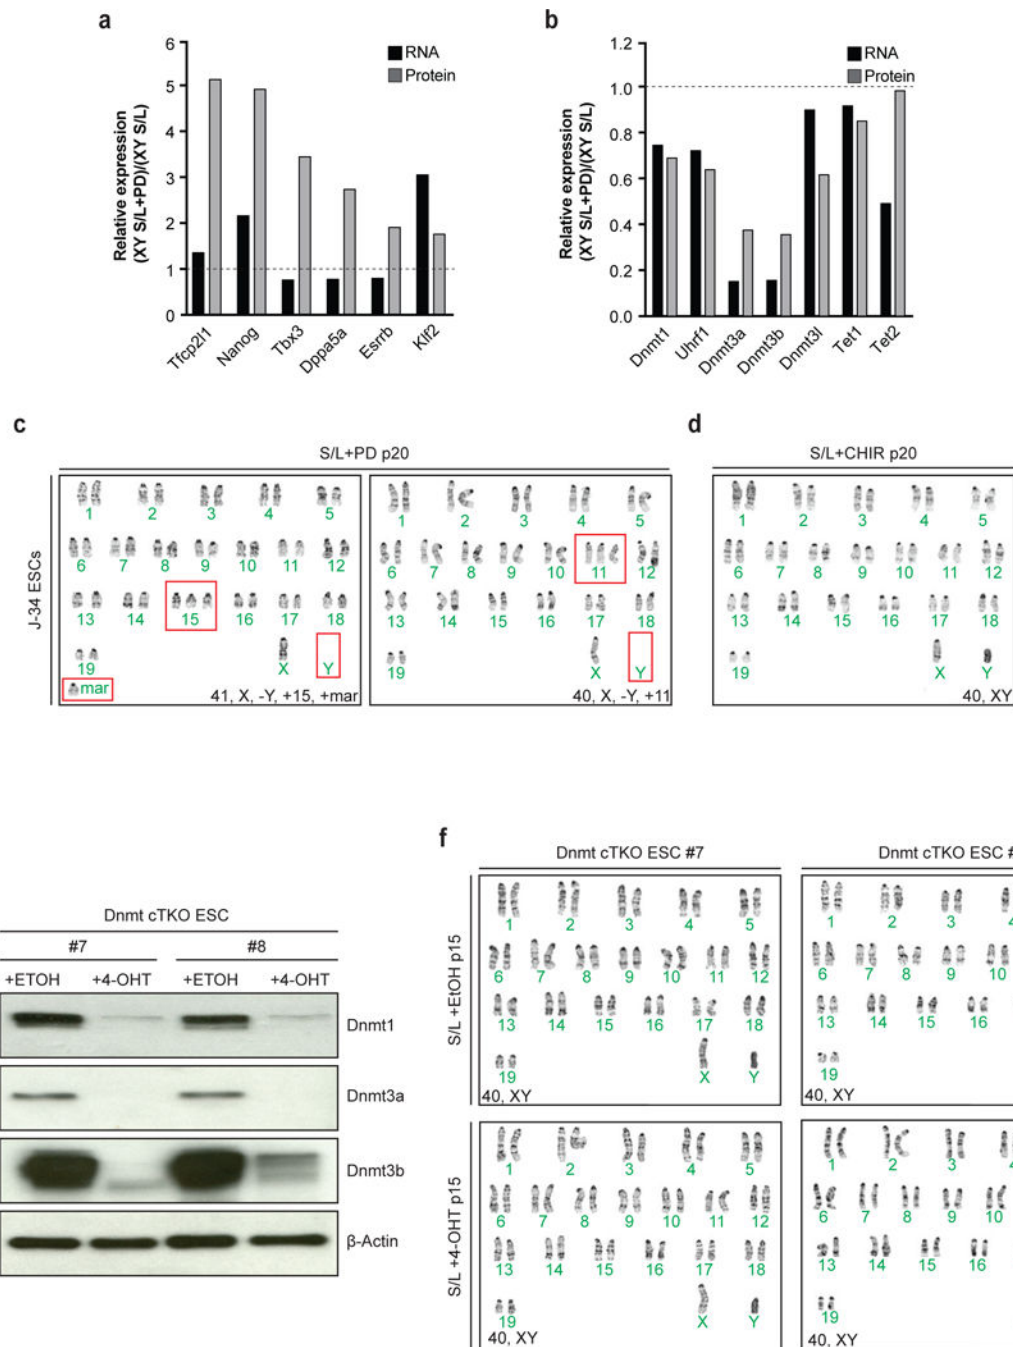 a
Relative expression
(XY S/L+PD)/(XY S/L)
6
5
4
3
2
1
0
RNA
Protein
Tfcp2l1
Nanog
Tbx3
Dppa5a
Esrrb
Klf2
b
Relative expression
(XY S/L+PD)/(XY S/L)
1.2
1.0
0.8
0.6
0.4
0.2
0.0
RNA
Protein
Dnmt1
Uhrf1
Dnmt3a
Dnmt3b
Dnmt3l
Tet1
Tet2
c
S/L+PD p20
J-34 ESCs
1 2 3 4 5
6 7 8 9 10 11 12
13 14 15 16 17 18
19 X Y
mar
41, X, -Y, +15, +mar
1 2 3 4 5
6 7 8 9 10 11 12
13 14 15 16 17 18
19 X Y
40, X, -Y, +11
d
S/L+CHIR p20
1 2 3 4 5
6 7 8 9 10 11 12
13 14 15 16 17 18
19 X Y
40, XY
Dnmt cTKO ESC
#7 #8
+ETOH +4-OHT +ETOH +4-OHT
Dnmt1
Dnmt3a
Dnmt3b
β-Actin
f
Dnmt cTKO ESC #7
Dnmt cTKO ESC #
S/L +EtOH p15
1 2 3 4 5
6 7 8 9 10 11 12
13 14 15 16 17 18
19 X Y
40, XY
1 2 3 4
6 7 8 9 10
13 14 15 16
19
40, XY
S/L +4-OHT p15
1 2 3 4 5
6 7 8 9 10 11 12
13 14 15 16 17 18
19 X Y
40, XY
1 2 3 4
6 7 8 9 10
13 14 15 16
19
40, XY